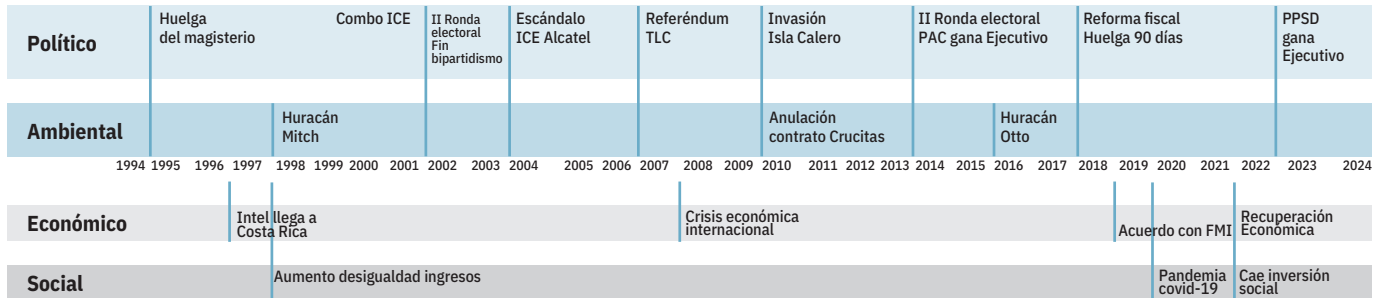 Político
Huelga
del magisterio
Combo ICE
II Ronda
electoral
Fin
bipartidismo
Escándalo
ICE Alcatel
Referéndum
TLC
Invasión
Isla Calero
II Ronda electoral
PAC gana Ejecutivo
Reforma fiscal
Huelga 90 días
PPSD
gana
Ejecutivo
Ambiental
Huracán
Mitch
Anulación
contrato Crucitas
Huracán
Otto
1994 1995 1996 1997 1998 1999 2000 2001 2002 2003 2004 2005 2006 2007 2008 2009 2010 2011 2012 2013 2014 2015 2016 2017 2018 2019 2020 2021 2022 2023 2024
Económico
Intel llega a
Costa Rica
Crisis económica
internacional
Acuerdo con FMI
Recuperación
Económica
Social
Aumento desigualdad ingresos
Pandemia
covid-19
Cae inversión
social